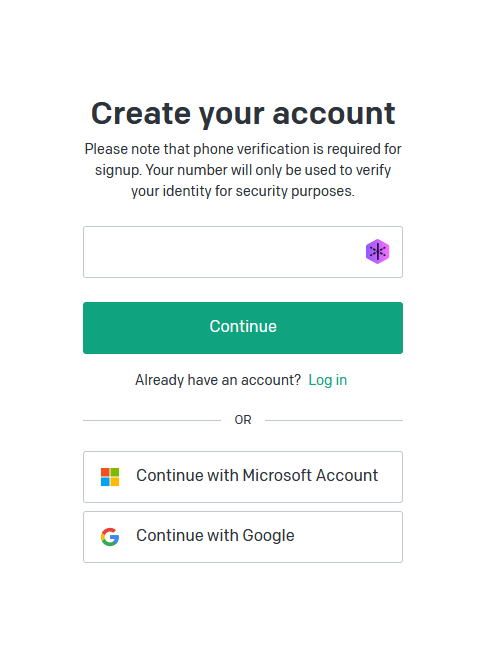 Create your account
Please note that phone verification is required for
signup. Your number will only be used to verify
your identity for security purposes.
Continue
Already have an account? Log in
OR
Continue with Microsoft Account
Continue with Google